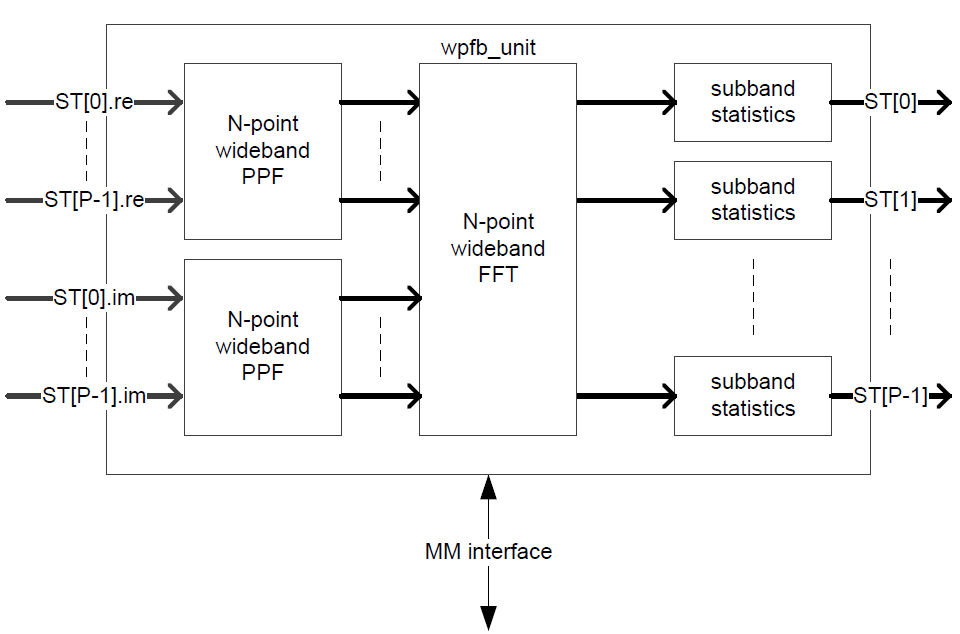 wpfb_unit
ST[0].re
ST[P-1].re
ST[0].im
ST[P-1].im
N-point
wideband
PPF
N-point
wideband
PPF
N-point
wideband
FFT
subband
statistics
subband
statistics
subband
statistics
ST[0]
ST[1]
ST[P-1]
MM interface